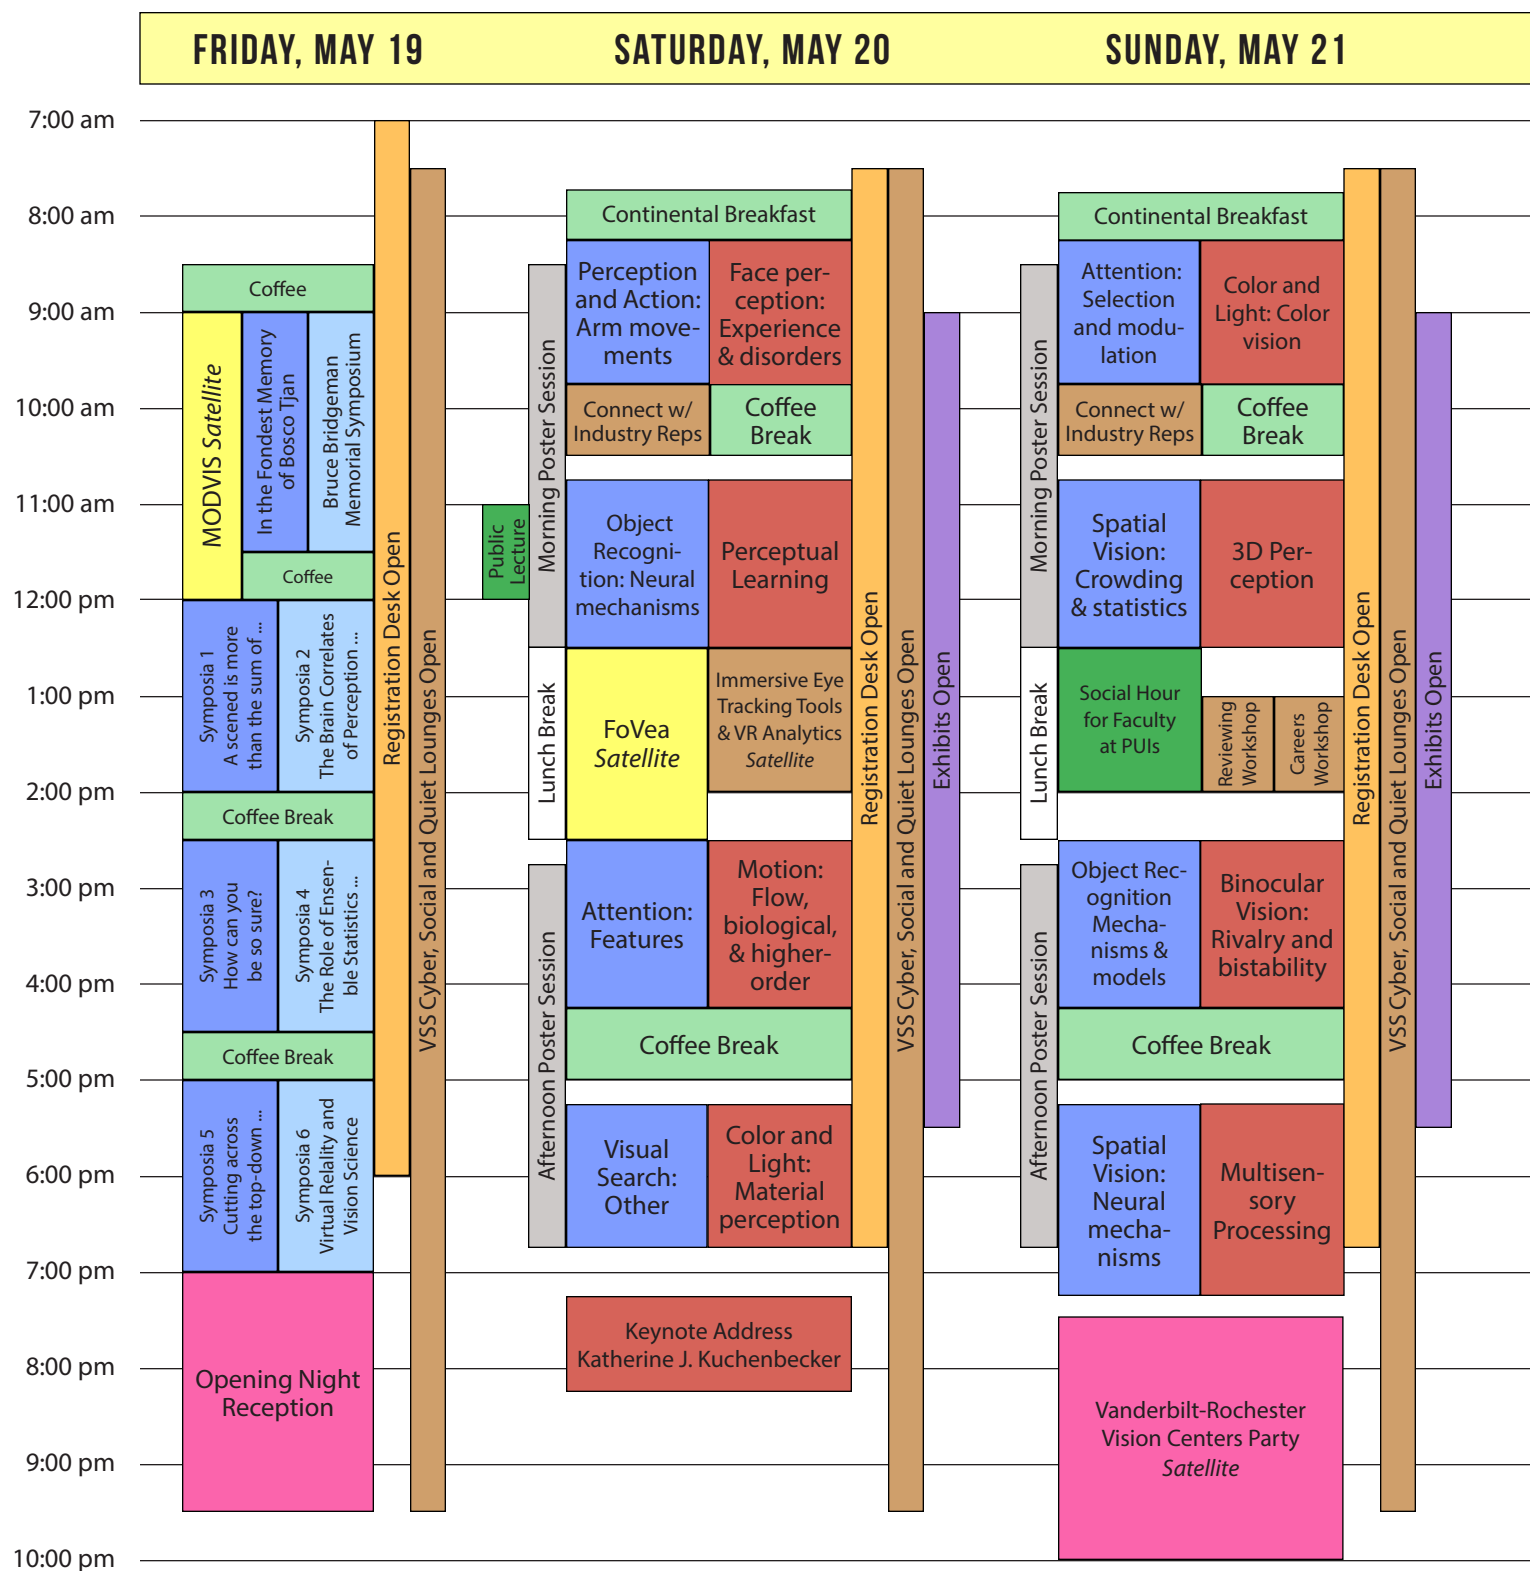 FRIDAY, MAY 19
SATURDAY, MAY 20
SUNDAY, MAY 21
7:00 am
8:00 am
9:00 am
10:00 am
11:00 am
12:00 pm
1:00 pm
2:00 pm
3:00 pm
4:00 pm
5:00 pm
6:00 pm
7:00 pm
8:00 pm
9:00 pm
10:00 pm
Coffee
MODVIS Satellite
In the Fondest Memory
of Bosco Tjan
Bruce Bridgeman
Memorial Symposium
Coffee
Symposia 1
A scened is more
than the sum of ...
Symposia 2
The Brain Correlates
of Perception ...
Coffee Break
Symposia 3
How can you
be so sure?
Symposia 4
The Role of Ensem-
ble Statistics ...
Coffee Break
Symposia 5
Cutting across
the top-down ...
Symposia 6
Virtual Relality and
Vision Science
Opening Night
Reception
Registration Desk Open
VSS Cyber, Social and Quiet Lounges Open
Public
Lecture
Morning Poster Session
Lunch Break
Afternoon Poster Session
Continental Breakfast
Perception
and Action:
Arm move-
ments
Face per-
ception:
Experience
& disorders
Connect w/
Industry Reps
Coffee
Break
Object
Recogni-
tion: Neural
mechanisms
Perceptual
Learning
FoVea
Satellite
Immersive Eye
Tracking Tools
& VR Analytics
Satellite
Attention:
Features
Motion:
Flow,
biological,
& higher-
order
Coffee Break
Visual
Search:
Other
Color and
Light:
Material
perception
Keynote Address
Katherine J. Kuchenbecker
Registration Desk Open
VSS Cyber, Social and Quiet Lounges Open
Exhibits Open
Morning Poster Session
Lunch Break
Afternoon Poster Session
Continental Breakfast
Attention:
Selection
and modu-
lation
Color and
Light: Color
vision
Connect w/
Industry Reps
Coffee
Break
Spatial
Vision:
Crowding
& statistics
3D Per-
ception
Social Hour
for Faculty
at PUIs
Reviewing
Workshop
Careers
Workshop
Object Rec-
ognition
Mecha-
nisms &
models
Binocular
Vision:
Rivalry and
bistability
Coffee Break
Spatial
Vision:
Neural
mecha-
nisms
Multisen-
sory
Processing
Vanderbilt-Rochester
Vision Centers Party
Satellite
Registration Desk Open
VSS Cyber, Social and Quiet Lounges Open
Exhibits Open